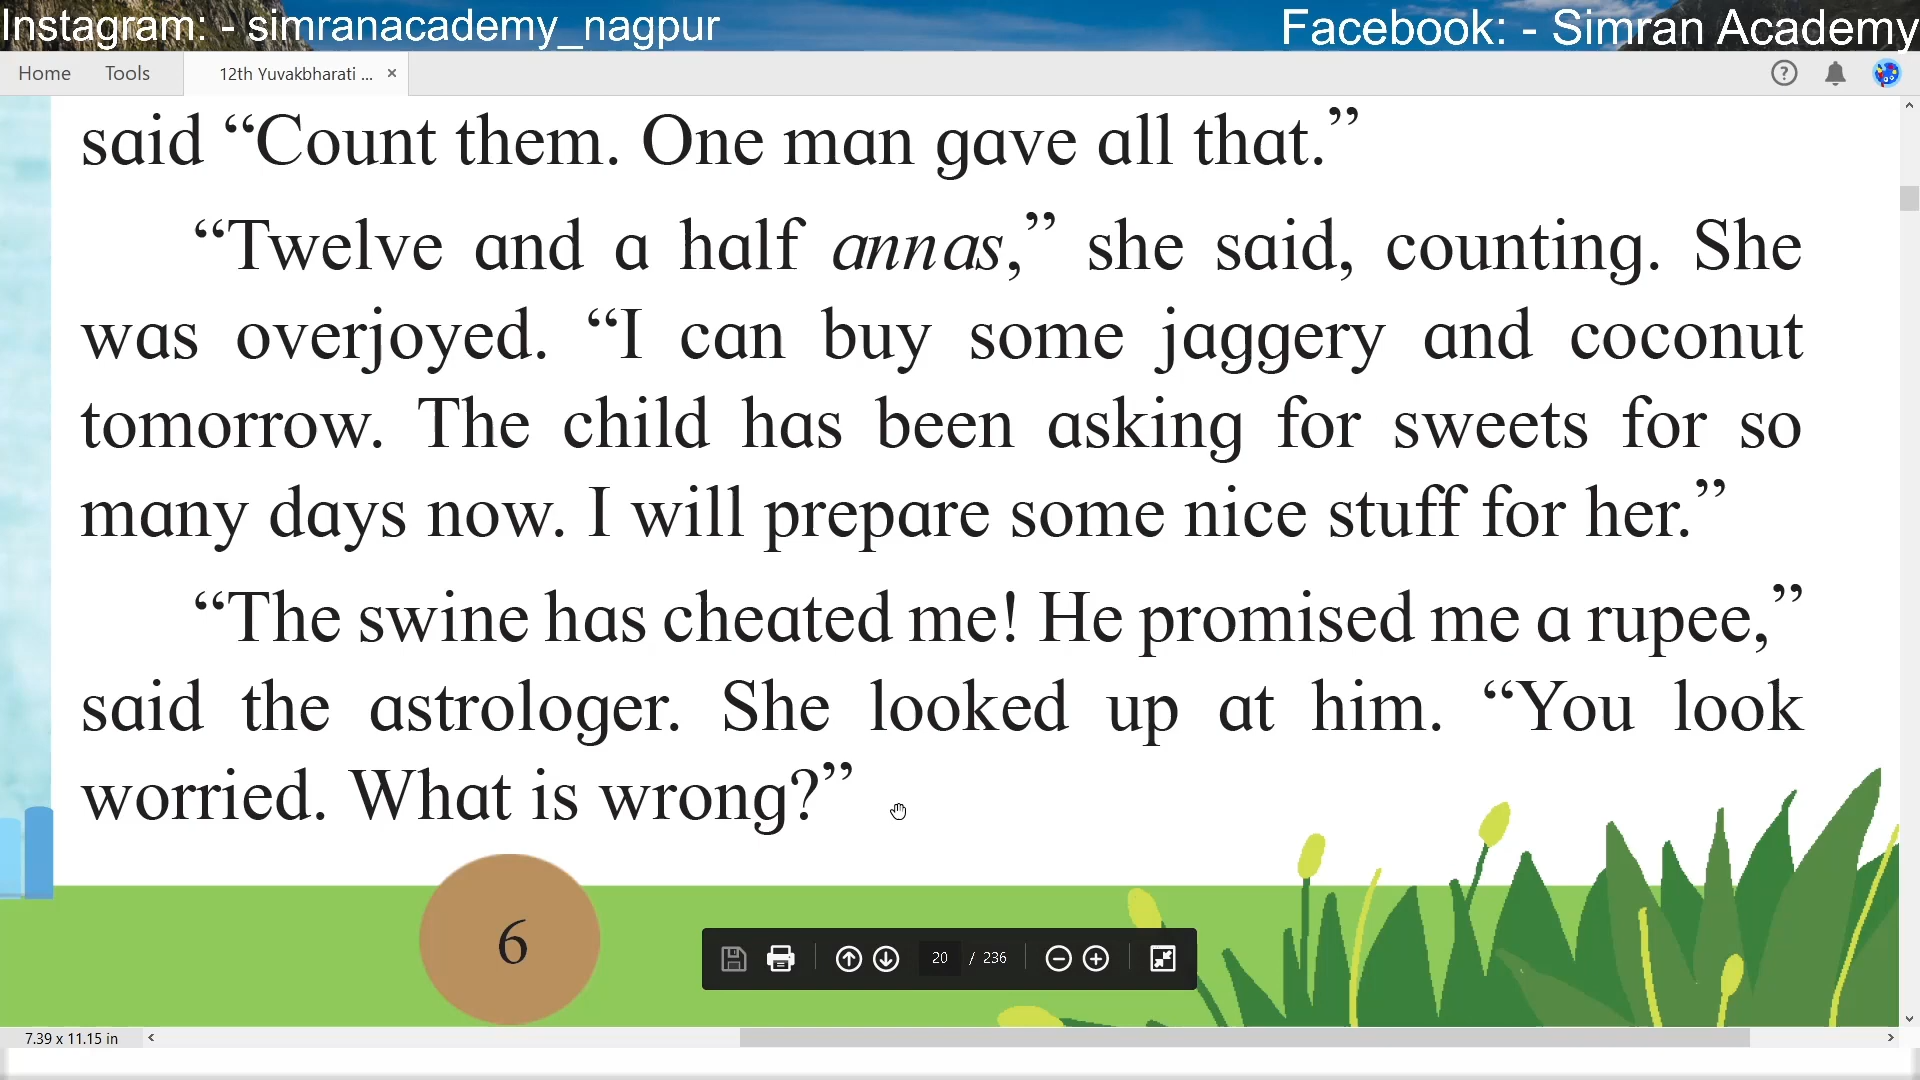 Instagram: - simranacademy_nagpur
Facebook: - Simran Academy
Home Tools 12th Yuvakbharati ... ×
said “Count them. One man gave all that.”
“Twelve and a half annas,” she said, counting. She
was overjoyed. “I can buy some jaggery and coconut
tomorrow. The child has been asking for sweets for so
many days now. I will prepare some nice stuff for her.”
“The swine has cheated me! He promised me a rupee,”
said the astrologer. She looked up at him. “You look
worried. What is wrong?”
6
20 / 236
7.39 x 11.15 in